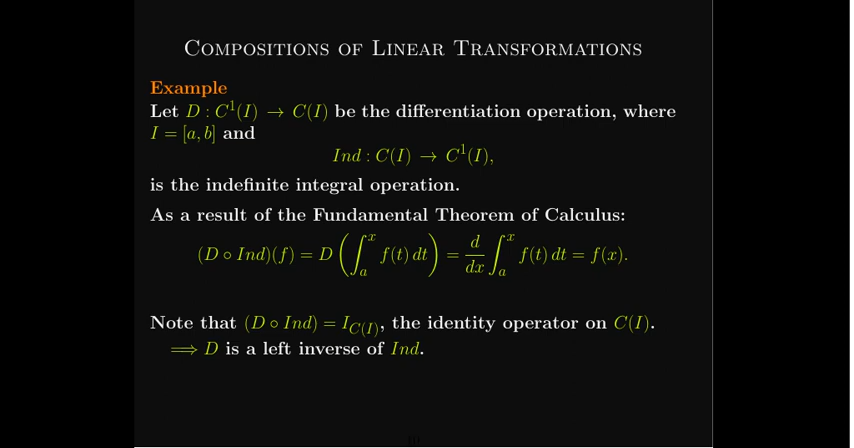 Compositions of Linear Transformations
Example
Let D : C¹(I) → C(I) be the differentiation operation, where
I = [a, b] and
Ind : C(I) → C¹(I),
is the indefinite integral operation.
As a result of the Fundamental Theorem of Calculus:
(D ∘ Ind)(f) = D (∫ₐˣ f(t) dt) = d/dx ∫ₐˣ f(t) dt = f(x).
Note that (D ∘ Ind) = I_{C(I)}, the identity operator on C(I).
⟹ D is a left inverse of Ind.